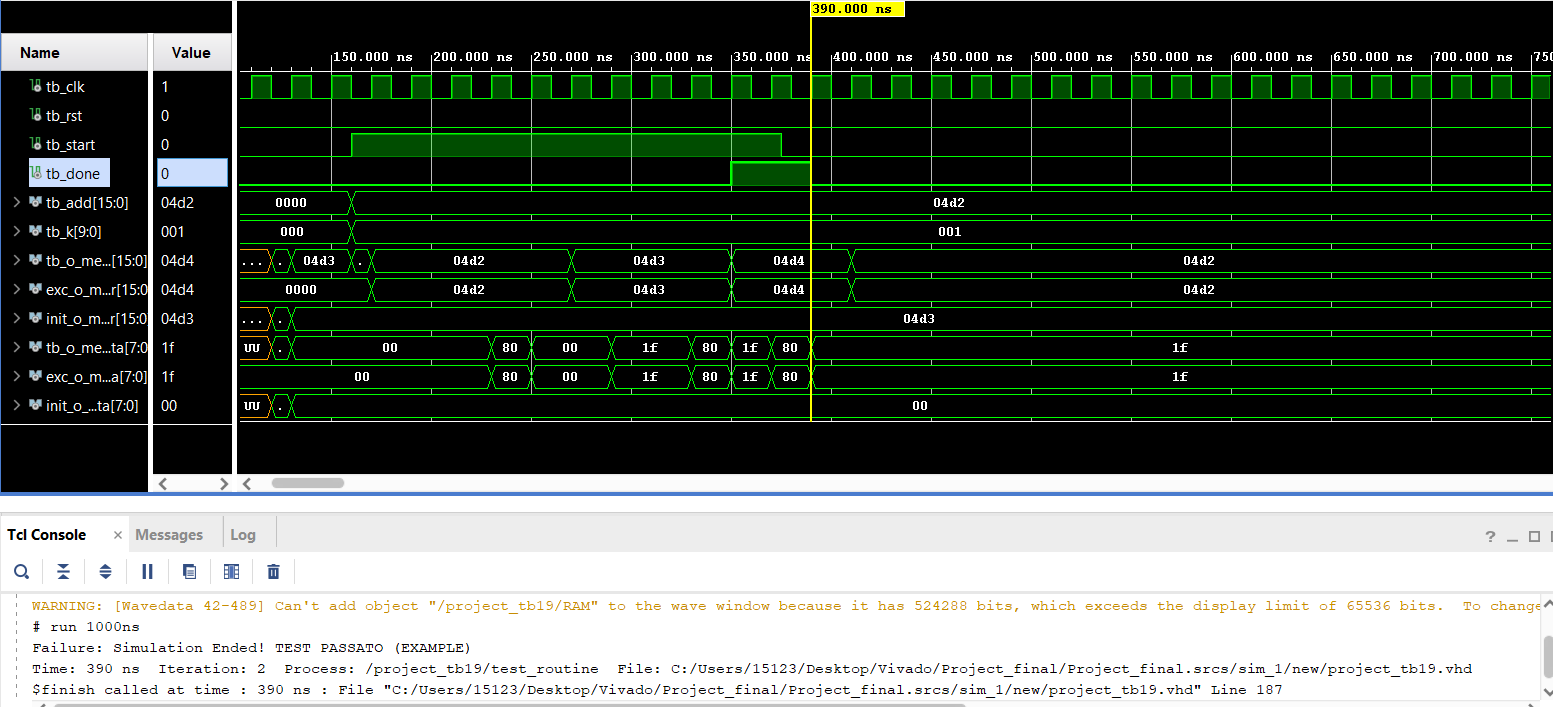 390.000 ns
Name Value
150.000 ns 200.000 ns 250.000 ns 300.000 ns 350.000 ns 400.000 ns 450.000 ns 500.000 ns 550.000 ns 600.000 ns 650.000 ns 700.000 ns 750
tb_clk 1
tb_rst 0
tb_start 0
tb_done 0
tb_add[15:0] 04d2 0000 04d2
tb_k[9:0] 001 000 001
tb_o_me...[15:0] 04d4 ... . 04d3 . 04d2 04d3 04d4 04d2
exc_o_m...r[15:0 04d4 0000 04d2 04d3 04d4 04d2
init_o_m...r[15:0 04d3 ... . 04d3
tb_o_me...ta[7:0 1f UU . 00 80 00 1f 80 1f 80 1f
exc_o_m...a[7:0] 1f 00 80 00 1f 80 1f 80 1f
init_o_...ta[7:0] 00 UU . 00
Tcl Console × Messages Log
? _
WARNING: [Wavedata 42-489] Can't add object "/project_tb19/RAM" to the wave window because it has 524288 bits, which exceeds the display limit of 65536 bits. To change
# run 1000ns
Failure: Simulation Ended! TEST PASSATO (EXAMPLE)
Time: 390 ns Iteration: 2 Process: /project_tb19/test_routine File: C:/Users/15123/Desktop/Vivado/Project_final/Project_final.srcs/sim_1/new/project_tb19.vhd
$finish called at time : 390 ns : File "C:/Users/15123/Desktop/Vivado/Project_final/Project_final.srcs/sim_1/new/project_tb19.vhd" Line 187